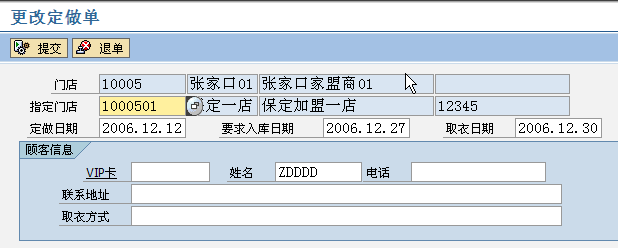 更改定做单
提交 退单
门店 10005 张家口01 张家口家盟商01
指定门店 1000501 定一店 保定加盟一店 12345
定做日期 2006.12.12 要求入库日期 2006.12.27 取衣日期 2006.12.30
顾客信息
VIP卡 姓名 ZDDDD 电话
联系地址
取衣方式